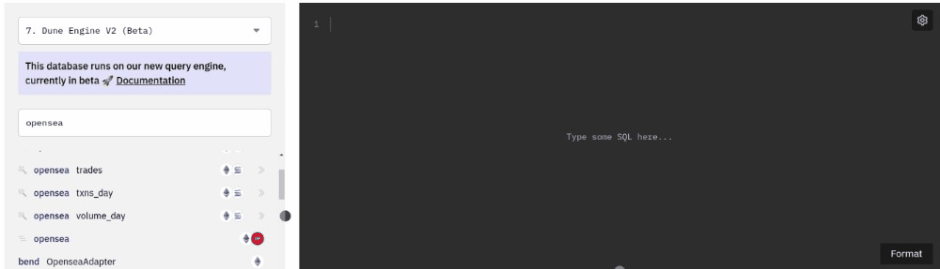 7. Dune Engine V2 (Beta)
This database runs on our new query engine,
currently in beta 🚀 Documentation
opensea
opensea trades
opensea txns_day
opensea volume_day
opensea
bend OpenseaAdapter
1
Type some SQL here...
Format